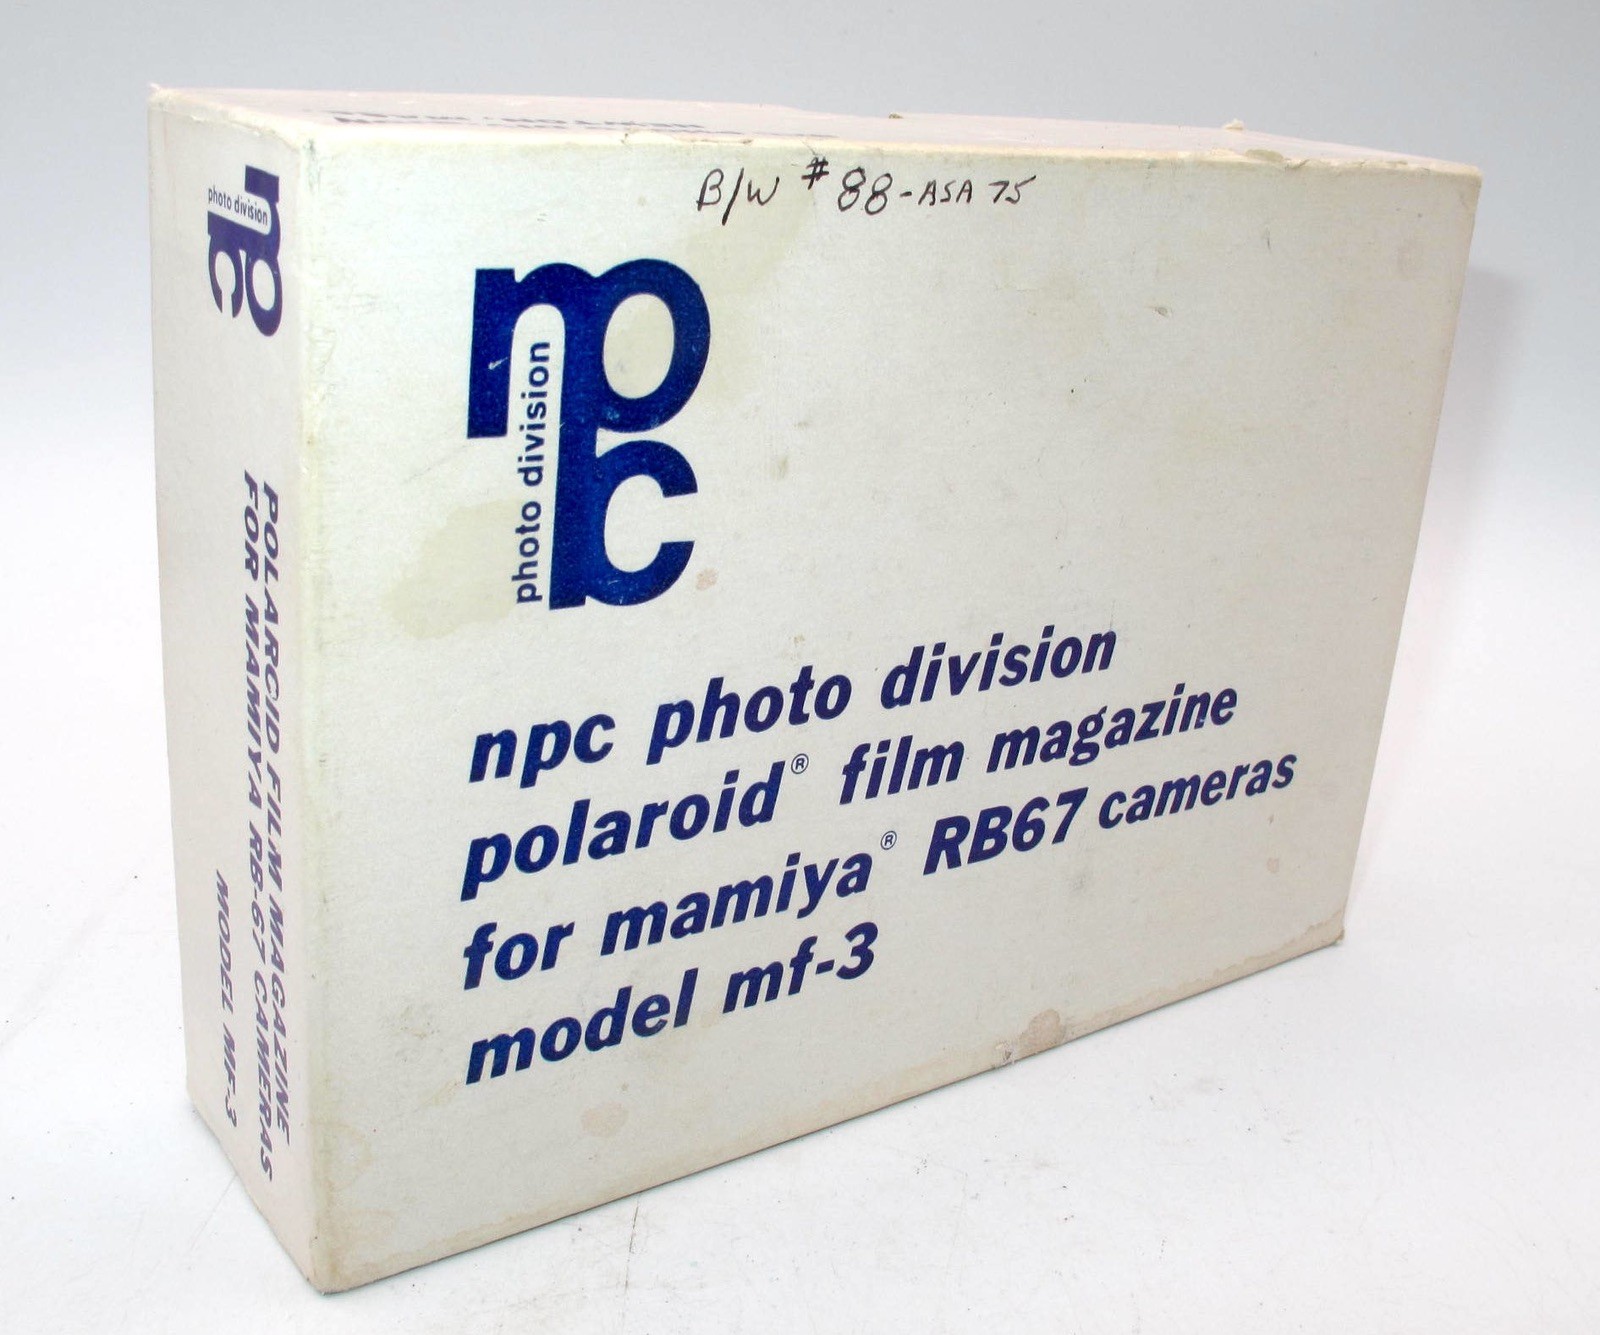 B/W #88-ASA 75
npc
photo division
npc photo division
polaroid® film magazine
for mamiya® RB67 cameras
model mf-3
npc
photo division
POLAROID FILM MAGAZINE
FOR MAMIYA RB-67 CAMERAS
MODEL MF-3